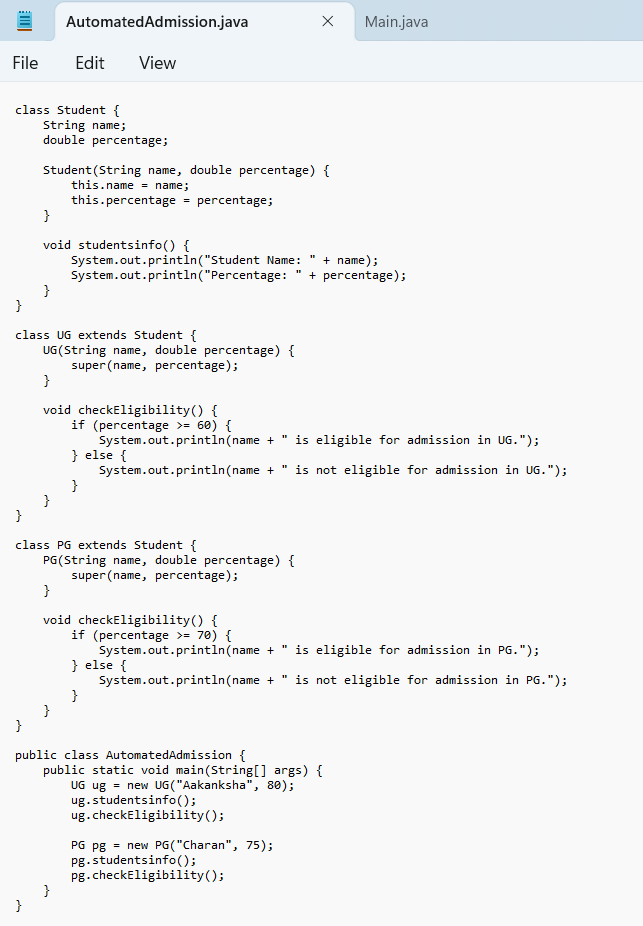 AutomatedAdmission.java
Main.java
File Edit View
class Student {
    String name;
    double percentage;

    Student(String name, double percentage) {
        this.name = name;
        this.percentage = percentage;
    }

    void studentsinfo() {
        System.out.println("Student Name: " + name);
        System.out.println("Percentage: " + percentage);
    }
}

class UG extends Student {
    UG(String name, double percentage) {
        super(name, percentage);
    }

    void checkEligibility() {
        if (percentage >= 60) {
            System.out.println(name + " is eligible for admission in UG.");
        } else {
            System.out.println(name + " is not eligible for admission in UG.");
        }
    }
}

class PG extends Student {
    PG(String name, double percentage) {
        super(name, percentage);
    }

    void checkEligibility() {
        if (percentage >= 70) {
            System.out.println(name + " is eligible for admission in PG.");
        } else {
            System.out.println(name + " is not eligible for admission in PG.");
        }
    }
}

public class AutomatedAdmission {
    public static void main(String[] args) {
        UG ug = new UG("Aakanksha", 80);
        ug.studentsinfo();
        ug.checkEligibility();

        PG pg = new PG("Charan", 75);
        pg.studentsinfo();
        pg.checkEligibility();
    }
}